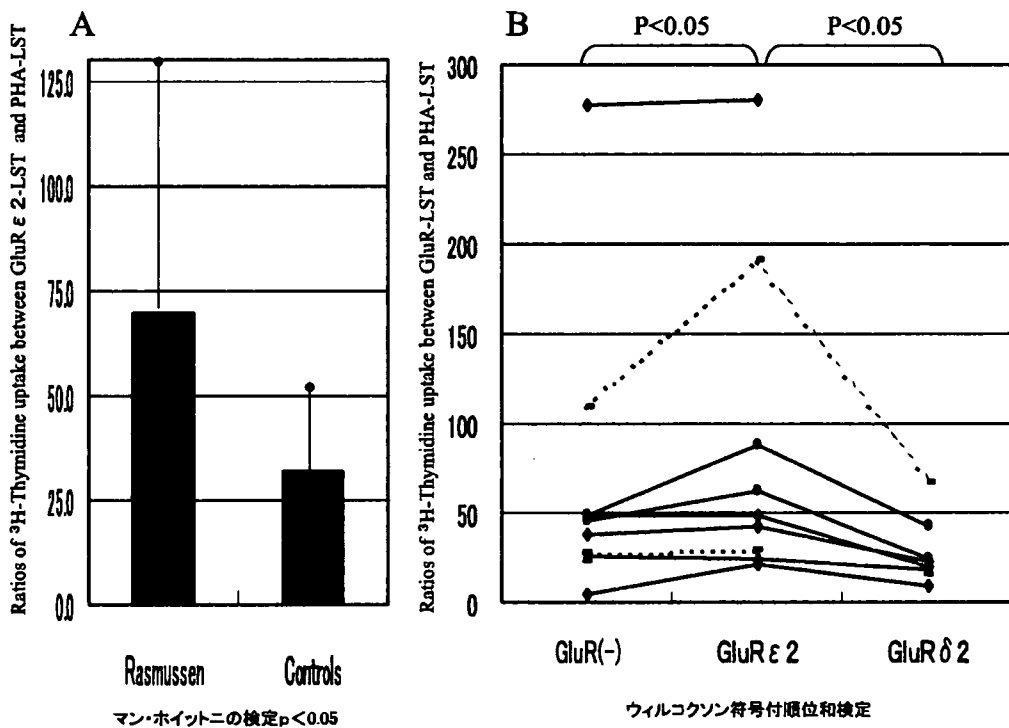 A
Ratios of ³H-Thymidine uptake between GluR ε 2-LST and PHA-LST
125.0
100.0
75.0
50.0
25.0
0.0
Rasmussen Controls
マン・ホイットニの検定p<0.05
B
P<0.05 P<0.05
Ratios of ³H-Thymidine uptake between GluR-LST and PHA-LST
300
250
200
150
100
50
0
GluR(-) GluR ε 2 GluR δ 2
ウィルコクソン符号付順位和検定